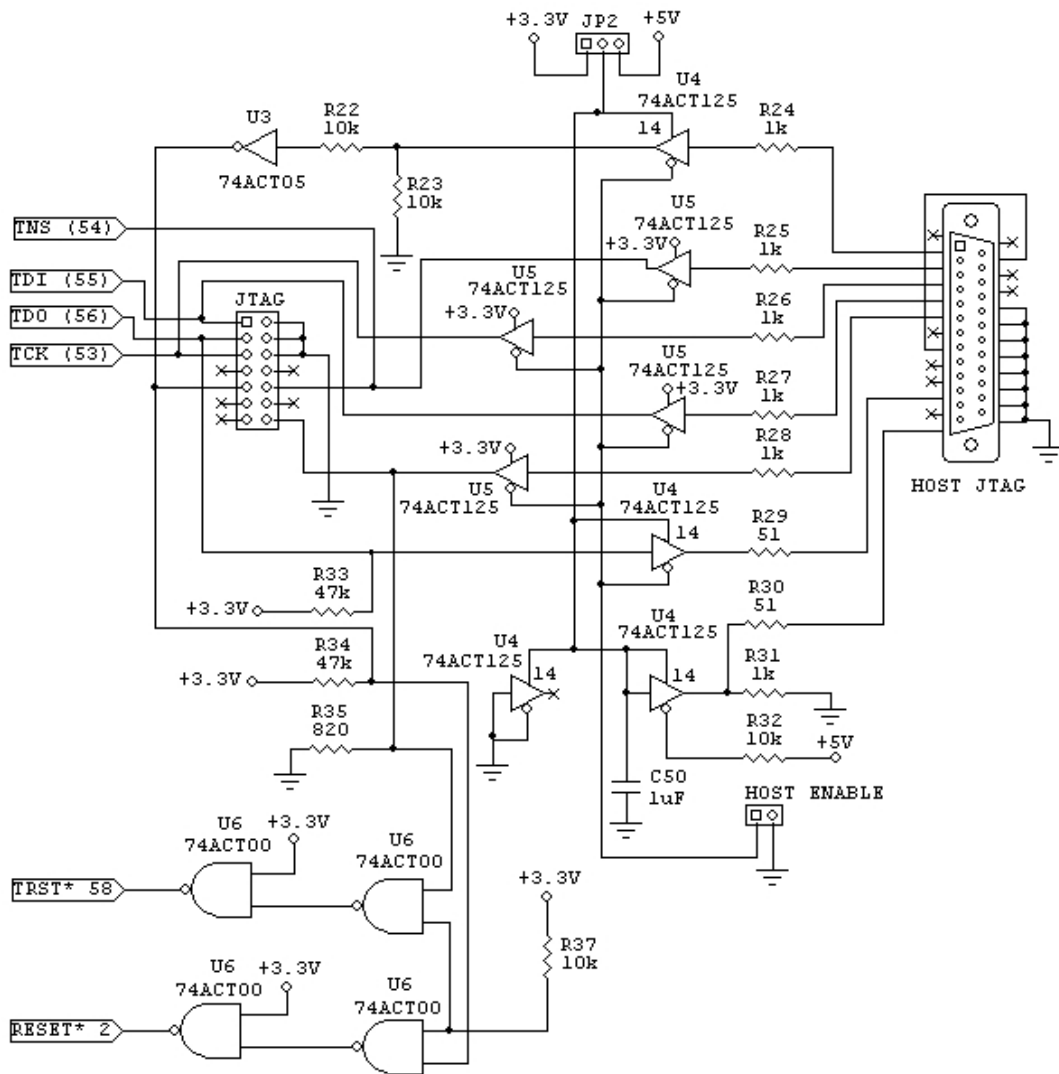 +3.3V
JP2
+5V
U4
74ACT125
14
R24
1k
U3
74ACT05
R22
10k
R23
10k
TNS (54)
TDI (55)
TDO (56)
TCK (53)
JTAG
U5
74ACT125
+3.3V
R25
1k
U5
74ACT125
+3.3V
R26
1k
U5
74ACT125
+3.3V
R27
1k
R28
1k
+3.3V
U5
74ACT125
HOST JTAG
U4
74ACT125
14
R29
51
R33
47k
+3.3V
R30
51
U4
74ACT125
14
R34
47k
+3.3V
U4
74ACT125
14
R31
1k
R35
820
R32
10k
+5V
C50
1uF
HOST ENABLE
U6
74ACT00
+3.3V
U6
74ACT00
TRST* 58
+3.3V
R37
10k
U6
74ACT00
+3.3V
U6
74ACT00
RESET* 2